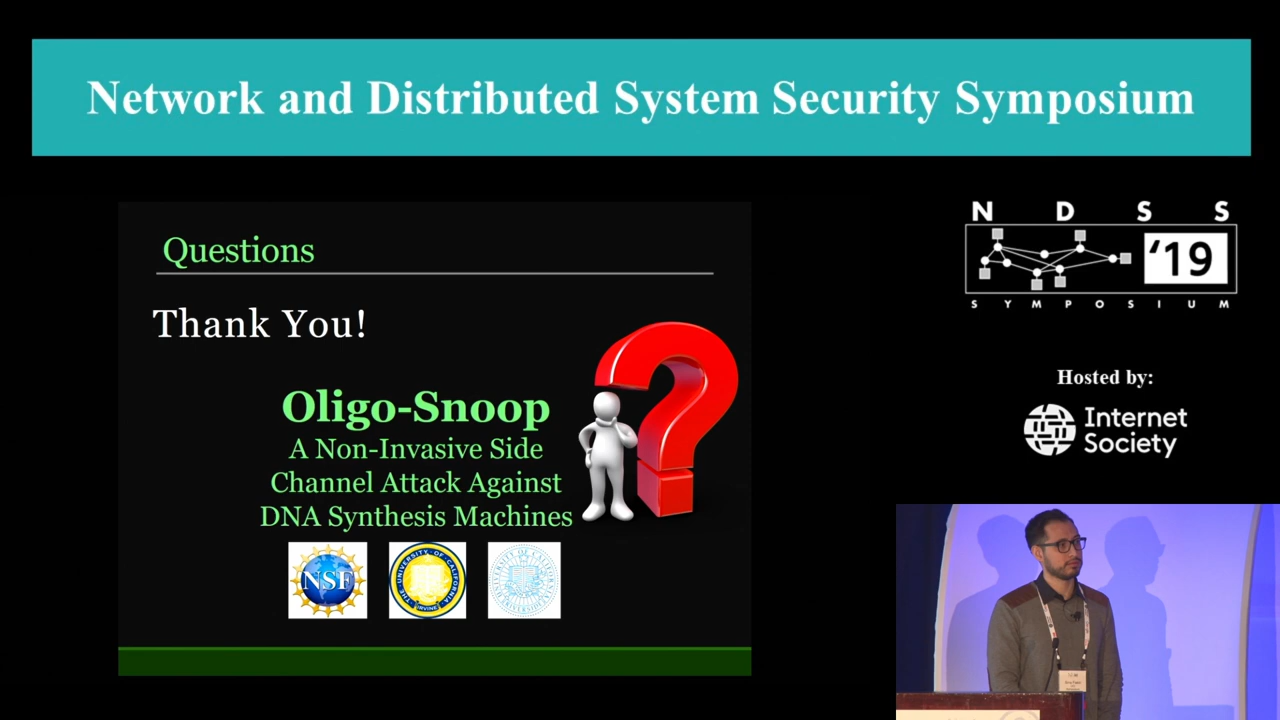 Network and Distributed System Security Symposium
N D S S
'19
S Y M P O S I U M
Hosted by:
Internet
Society
Questions
Thank You!
Oligo-Snoop
A Non-Invasive Side
Channel Attack Against
DNA Synthesis Machines
NSF